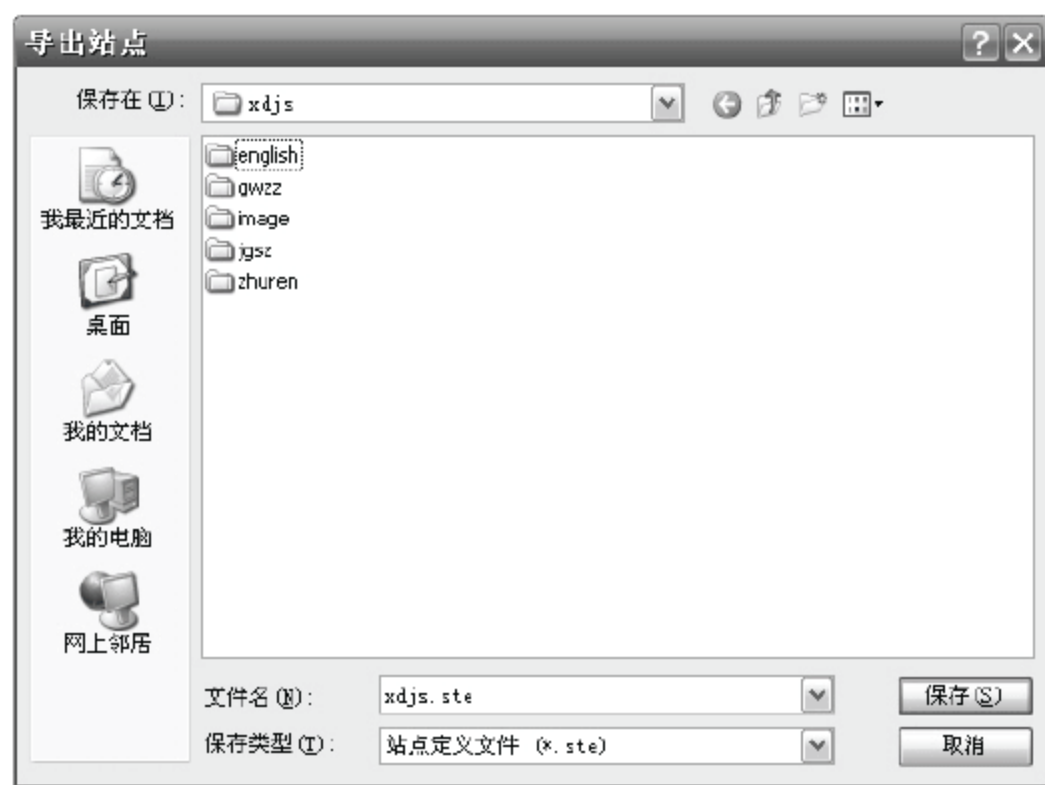 导出站点
保存在(I):
xdjs
english
gwzz
image
jgsz
zhuren
我最近的文档
桌面
我的文档
我的电脑
网上邻居
文件名(N):
xdjs.ste
保存(S)
保存类型(T):
站点定义文件 (*.ste)
取消